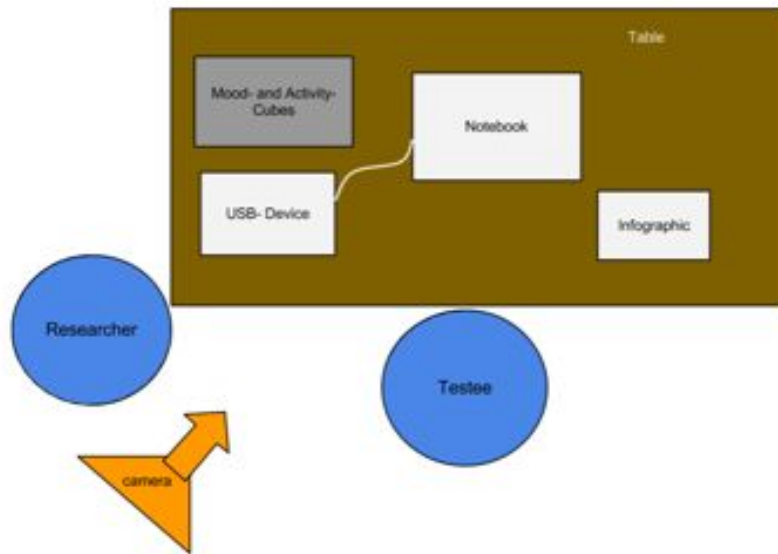 Table
Mood- and Activity-
Cubes
Notebook
USB- Device
Infographic
Researcher
Testee
camera